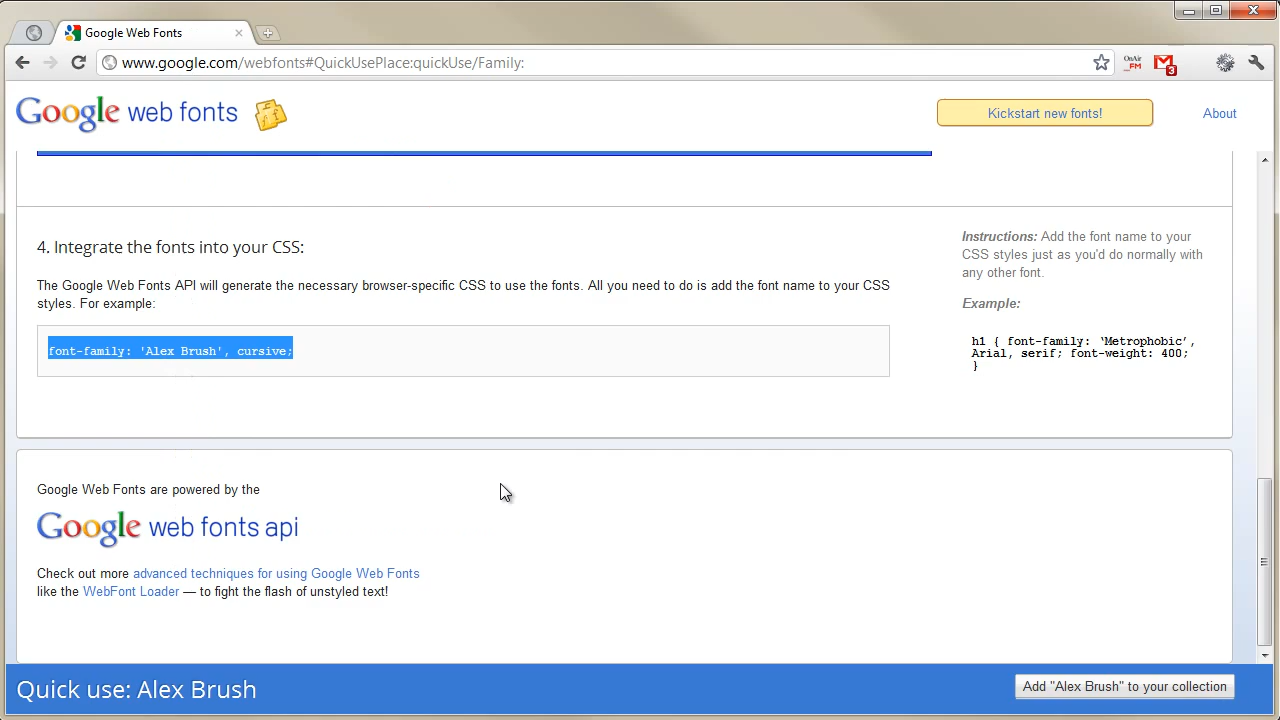 Google Web Fonts
www.google.com/webfonts#QuickUsePlace:quickUse/Family:
OnAir
.FM
3
Google web fonts
Kickstart new fonts!
About
4. Integrate the fonts into your CSS:
The Google Web Fonts API will generate the necessary browser-specific CSS to use the fonts. All you need to do is add the font name to your CSS
styles. For example:
font-family: 'Alex Brush', cursive;
Instructions: Add the font name to your
CSS styles just as you'd do normally with
any other font.
Example:
h1 { font-family: ‘Metrophobic’,
Arial, serif; font-weight: 400;
}
Google Web Fonts are powered by the
Google web fonts api
Check out more advanced techniques for using Google Web Fonts
like the WebFont Loader — to fight the flash of unstyled text!
Quick use: Alex Brush
Add "Alex Brush" to your collection